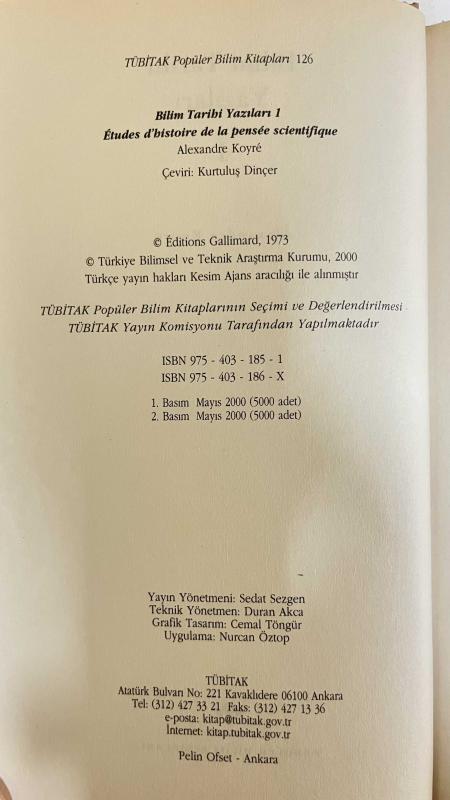 TÜBİTAK Popüler Bilim Kitapları 126
Bilim Tarihi Yazıları 1
Études d'histoire de la pensée scientifique
Alexandre Koyré
Çeviri: Kurtuluş Dinçer
© Éditions Gallimard, 1973
© Türkiye Bilimsel ve Teknik Araştırma Kurumu, 2000
Türkçe yayın hakları Kesim Ajans aracılığı ile alınmıştır
TÜBİTAK Popüler Bilim Kitaplarının Seçimi ve Değerlendirilmesi
TÜBİTAK Yayın Komisyonu Tarafından Yapılmaktadır
ISBN 975 - 403 - 185 - 1
ISBN 975 - 403 - 186 - X
1. Basım Mayıs 2000 (5000 adet)
2. Basım Mayıs 2000 (5000 adet)
Yayın Yönetmeni: Sedat Sezgen
Teknik Yönetmen: Duran Akca
Grafik Tasarım: Cemal Töngür
Uygulama: Nurcan Öztop
TÜBİTAK
Atatürk Bulvarı No: 221 Kavaklıdere 06100 Ankara
Tel: (312) 427 33 21 Faks: (312) 427 13 36
e-posta: kitap@tubitak.gov.tr
İnternet: kitap.tubitak.gov.tr
Pelin Ofset - Ankara